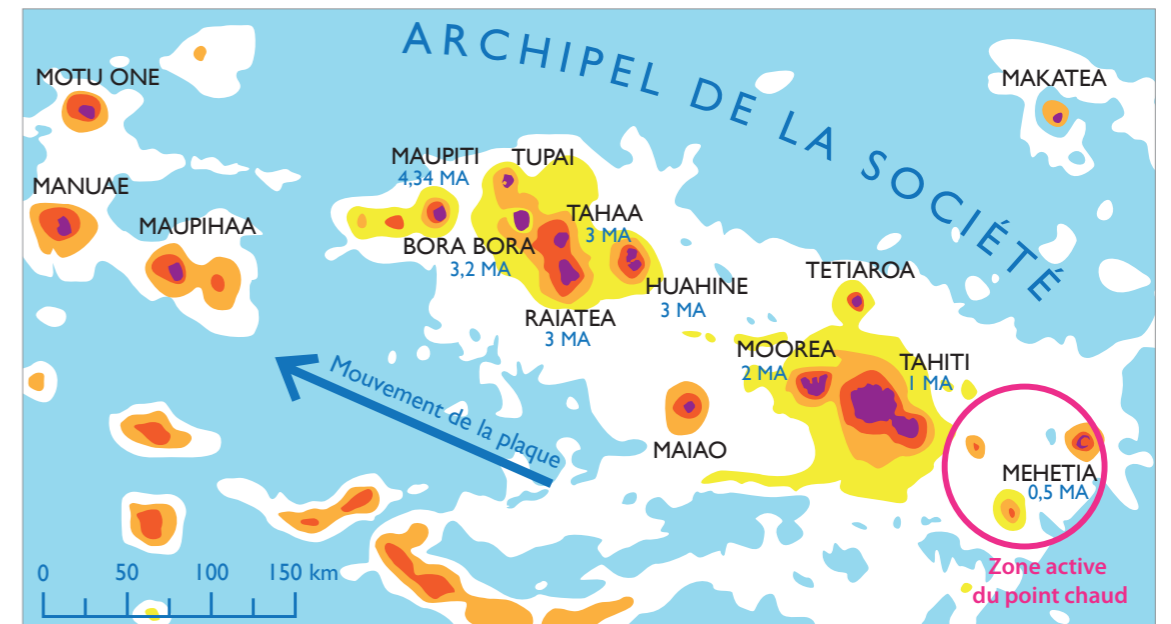 ARCHIPEL DE LA SOCIÉTÉ
MOTU ONE
MAKATEA
MAUPITI
4,34 MA
TUPAI
MANUAE
MAUPIHAA
TAHAA
3 MA
BORA BORA
3,2 MA
HUAHINE
3 MA
RAIATEA
3 MA
TETIAROA
MOOREA
2 MA
TAHITI
1 MA
Mouvement de la plaque
MAIAO
MEHETIA
0,5 MA
Zone active
du point chaud
0 50 100 150 km